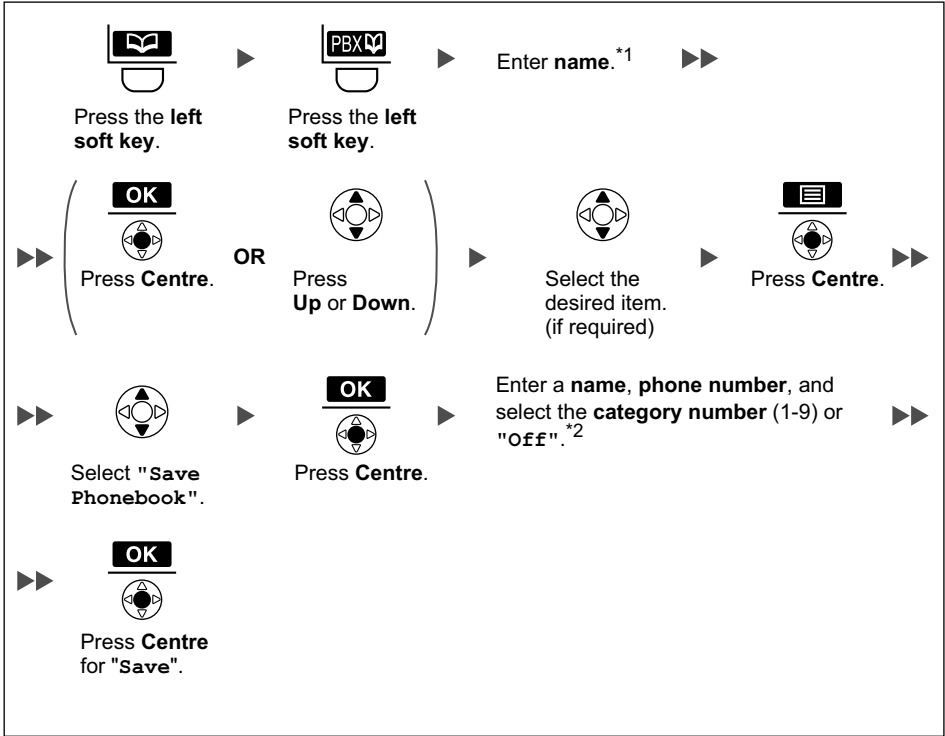 PBX
Enter name.*1
Press the left
soft key.
Press the left
soft key.
OK
Press Centre.
OR
Press
Up or Down.
Select the
desired item.
(if required)
Press Centre.
Select "Save
Phonebook".
OK
Press Centre.
Enter a name, phone number, and
select the category number (1-9) or
"Off".*2
OK
Press Centre
for "Save".